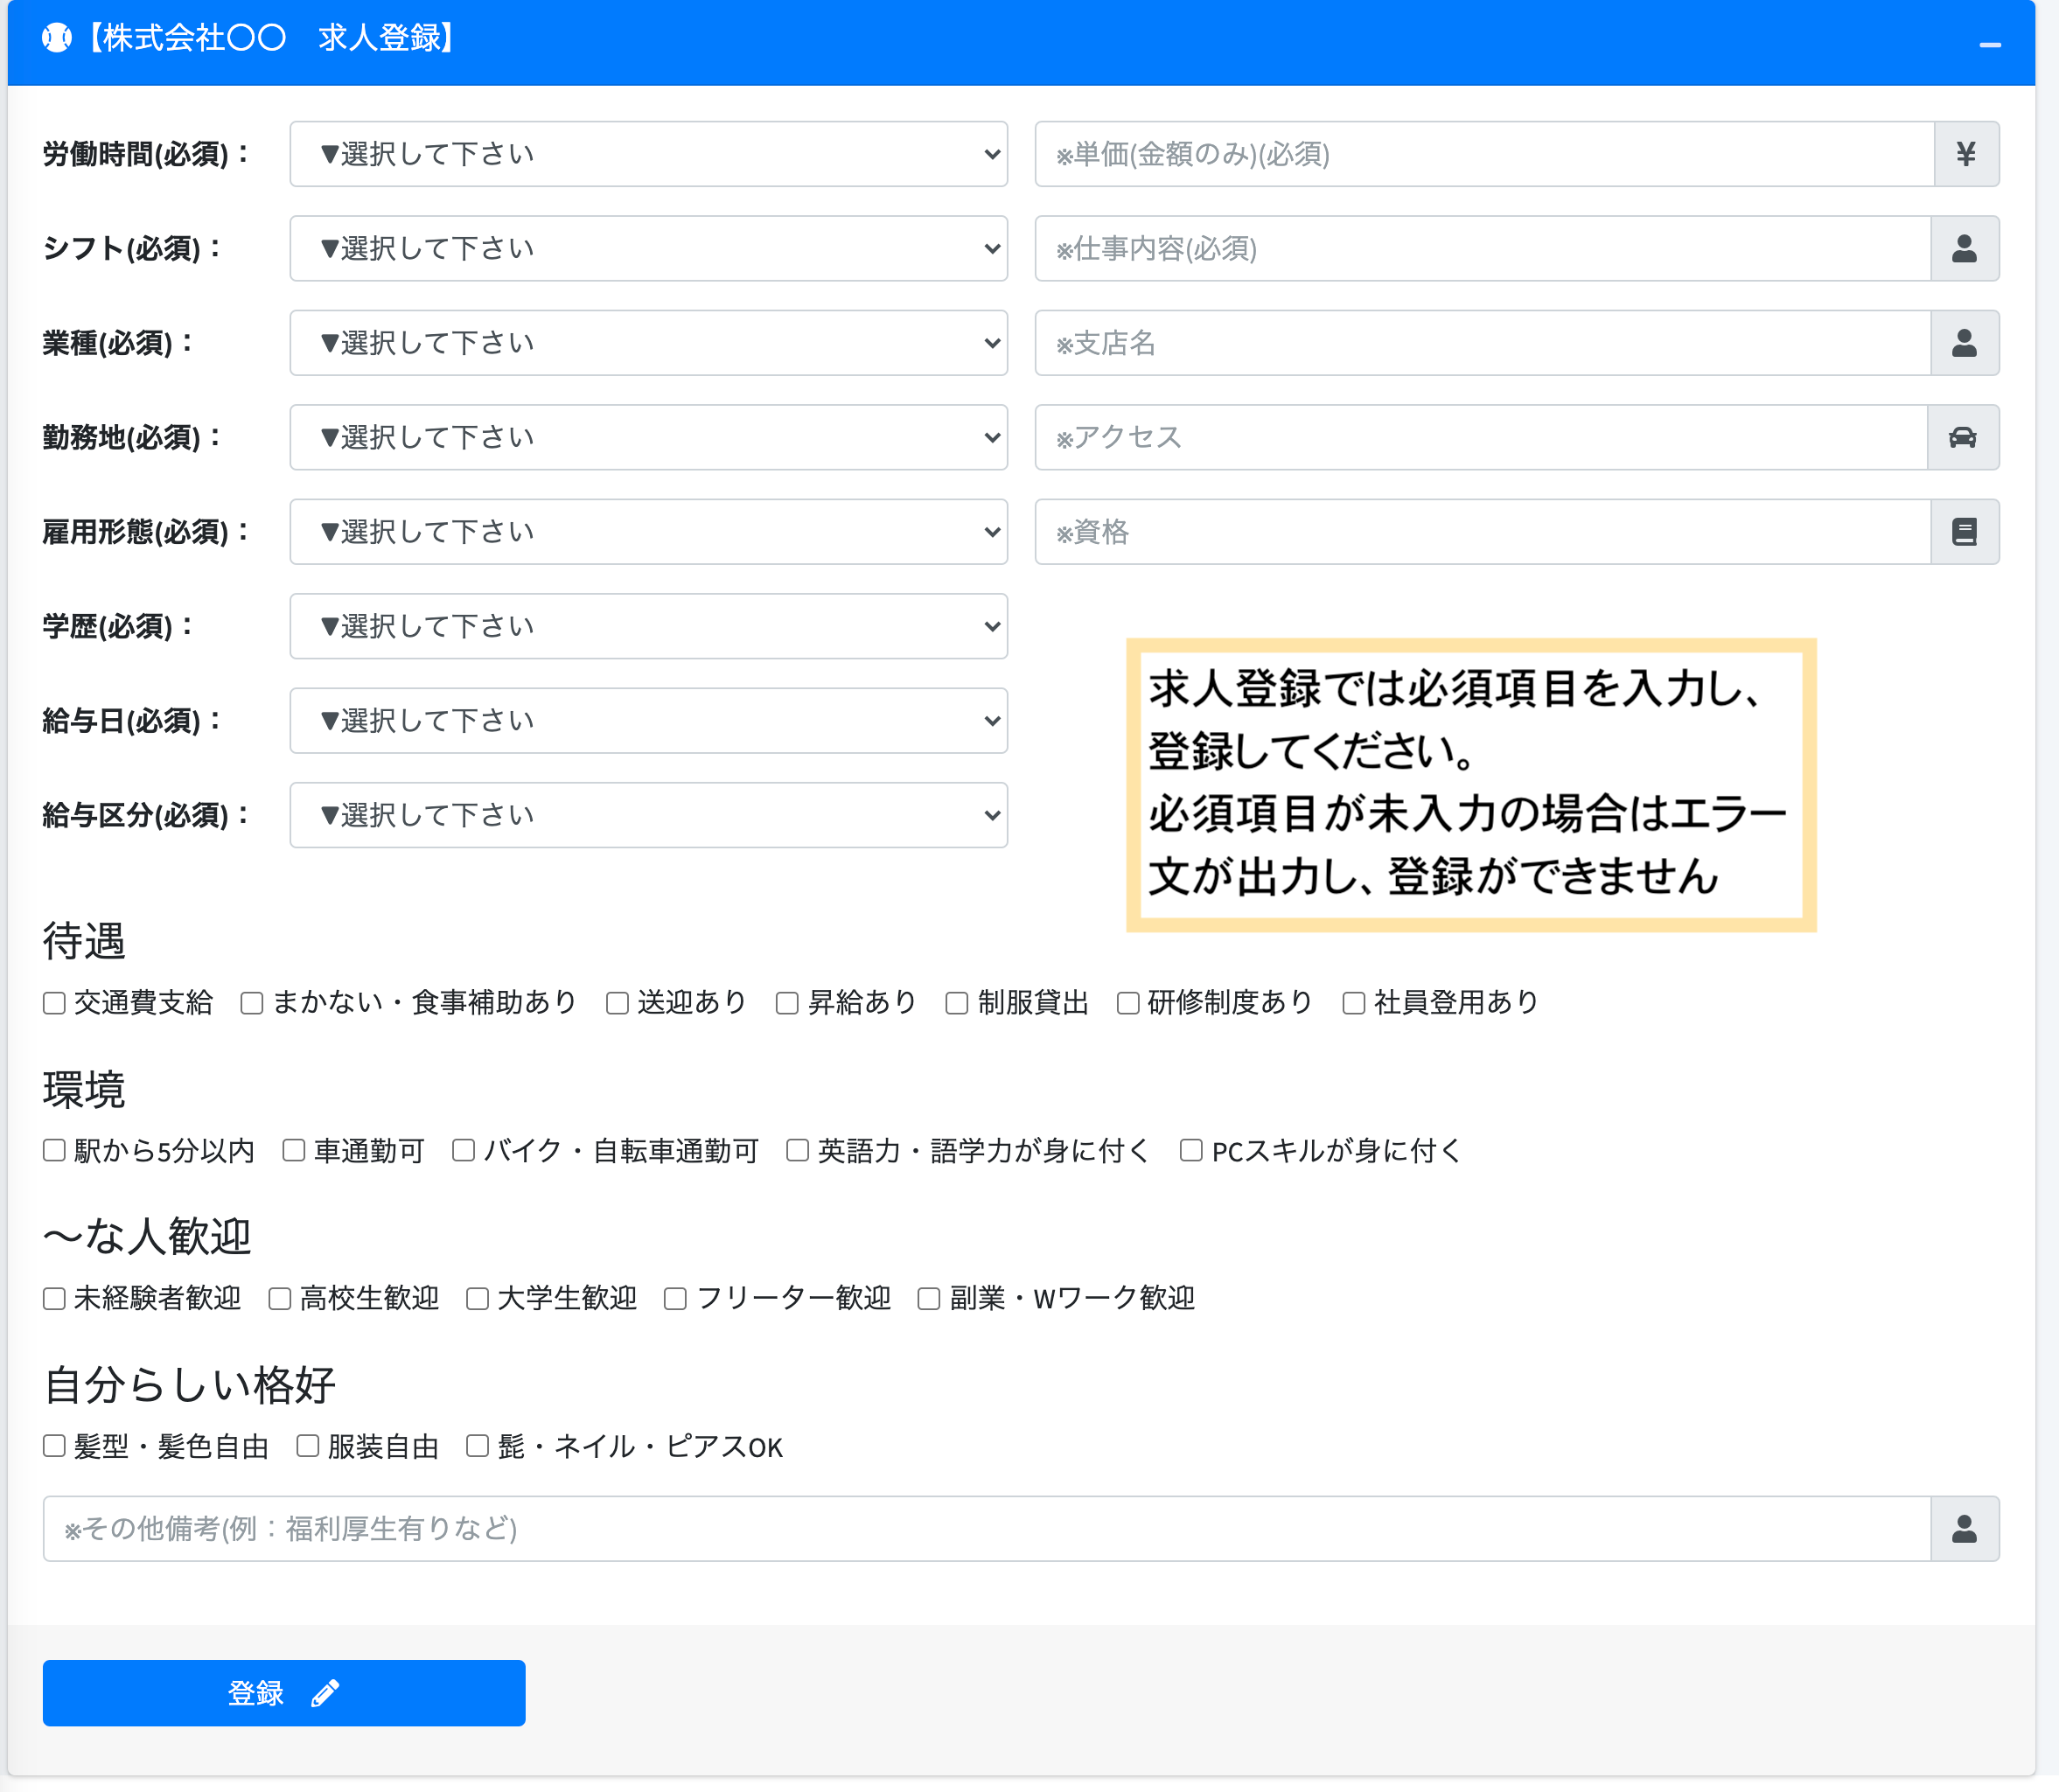 【株式会社〇〇　求人登録】
労働時間(必須)：　▼選択して下さい　※単価(金額のみ)(必須)　¥
シフト(必須)：　▼選択して下さい　※仕事内容(必須)
業種(必須)：　▼選択して下さい　※支店名
勤務地(必須)：　▼選択して下さい　※アクセス
雇用形態(必須)：　▼選択して下さい　※資格
学歴(必須)：　▼選択して下さい
給与日(必須)：　▼選択して下さい
給与区分(必須)：　▼選択して下さい
求人登録では必須項目を入力し、
登録してください。
必須項目が未入力の場合はエラー
文が出力し、登録ができません
待遇
交通費支給　まかない・食事補助あり　送迎あり　昇給あり　制服貸出　研修制度あり　社員登用あり
環境
駅から5分以内　車通勤可　バイク・自転車通勤可　英語力・語学力が身に付く　PCスキルが身に付く
〜な人歓迎
未経験者歓迎　高校生歓迎　大学生歓迎　フリーター歓迎　副業・Wワーク歓迎
自分らしい格好
髪型・髪色自由　服装自由　髭・ネイル・ピアスOK
※その他備考(例：福利厚生有りなど)
登録